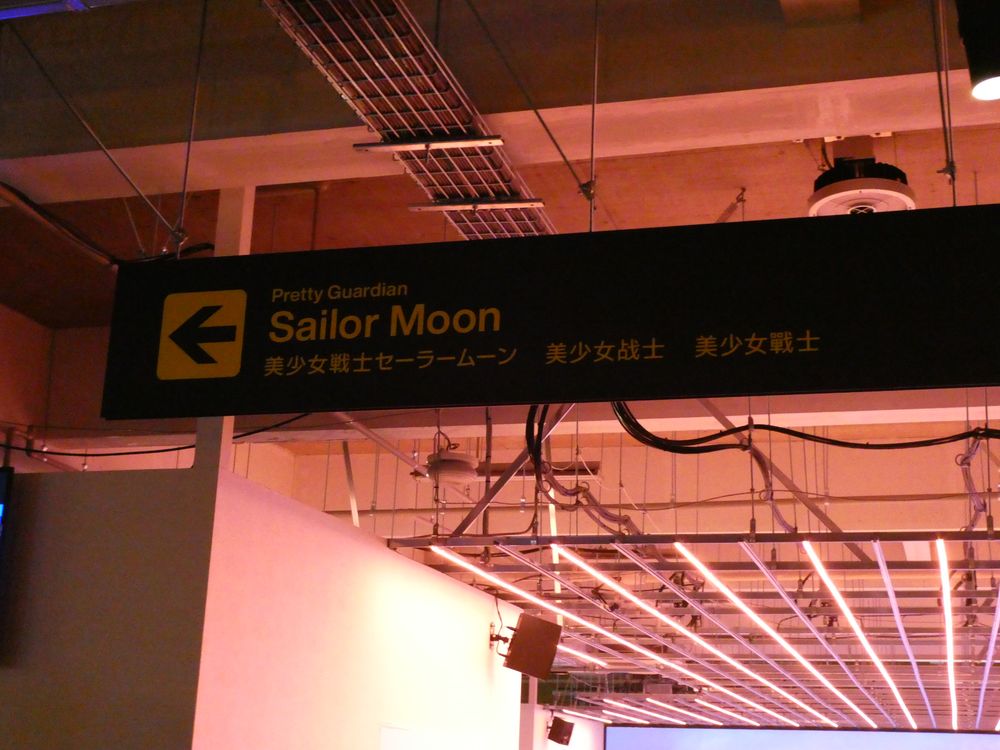 Pretty Guardian
Sailor Moon
美少女戦士セーラームーン 美少女战士 美少女戰士